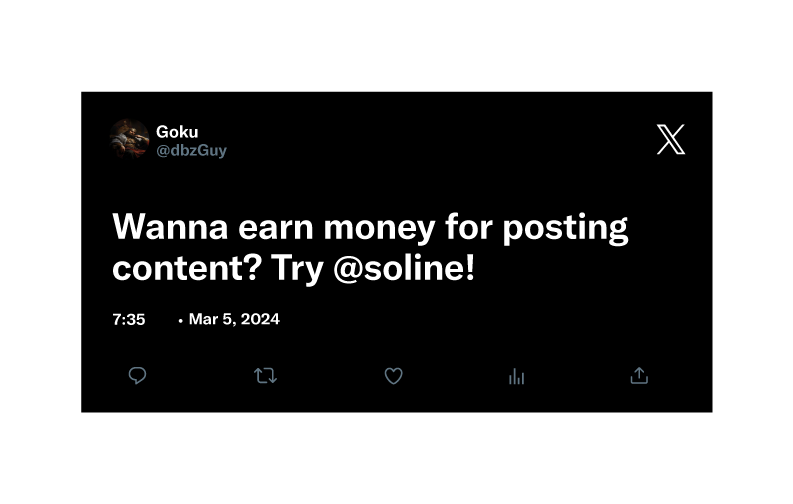 Goku
@dbzGuy
Wanna earn money for posting
content? Try @soline!
7:35 • Mar 5, 2024